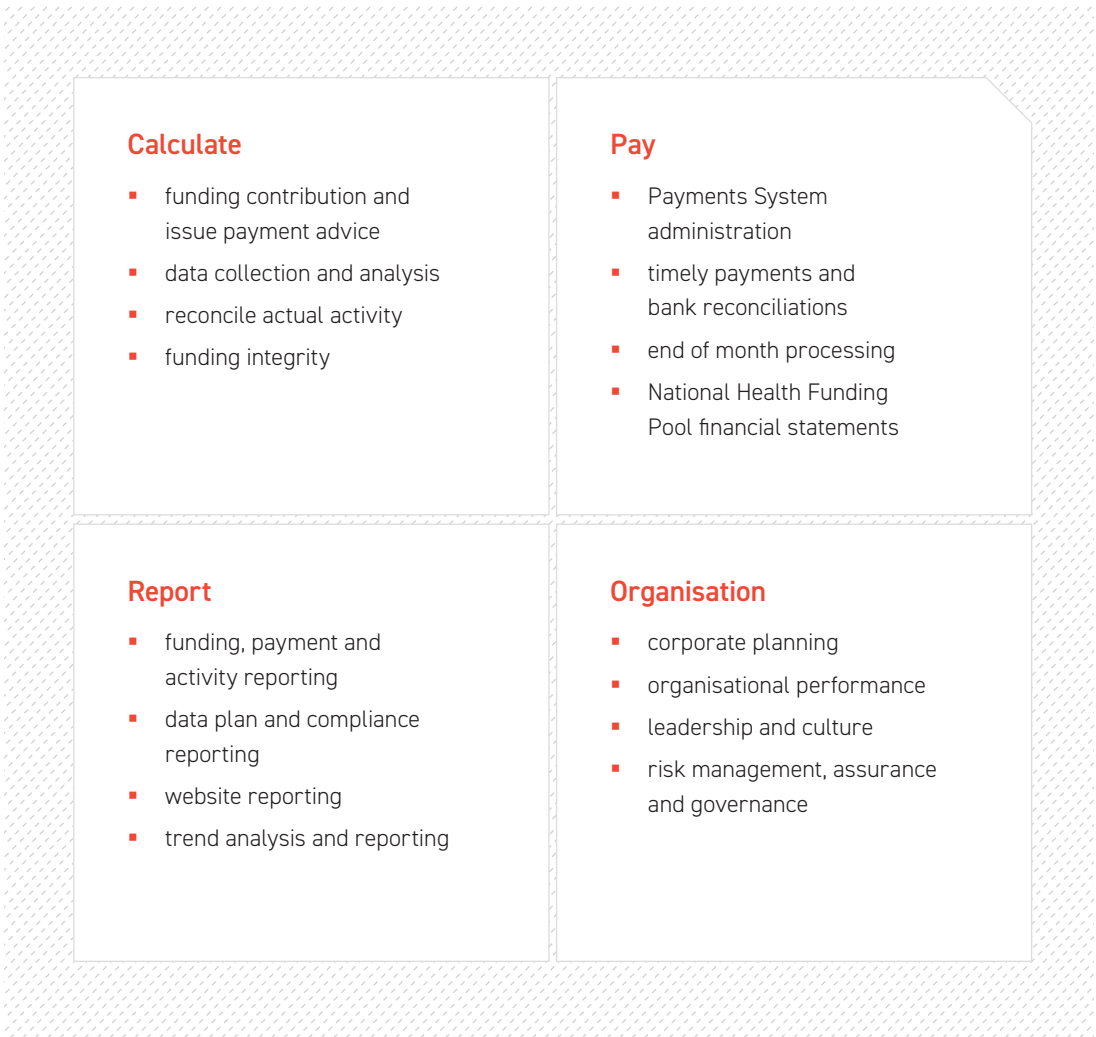 Calculate
▪ funding contribution and
issue payment advice
▪ data collection and analysis
▪ reconcile actual activity
▪ funding integrity
Pay
▪ Payments System
administration
▪ timely payments and
bank reconciliations
▪ end of month processing
▪ National Health Funding
Pool financial statements
Report
▪ funding, payment and
activity reporting
▪ data plan and compliance
reporting
▪ website reporting
▪ trend analysis and reporting
Organisation
▪ corporate planning
▪ organisational performance
▪ leadership and culture
▪ risk management, assurance
and governance